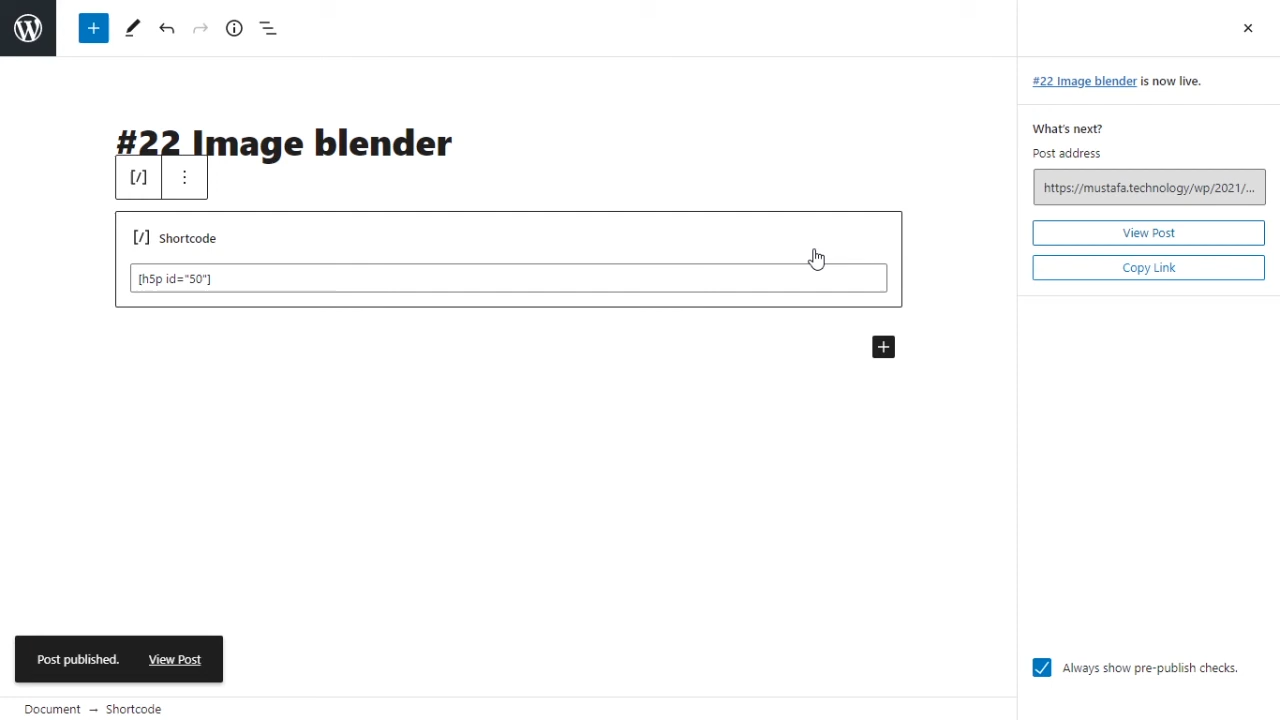 #22 Image blender
[/]
[/] Shortcode
[h5p id="50"]
Post published. View Post
Document → Shortcode
#22 Image blender is now live.
What's next?
Post address
https://mustafa.technology/wp/2021/...
View Post
Copy Link
Always show pre-publish checks.